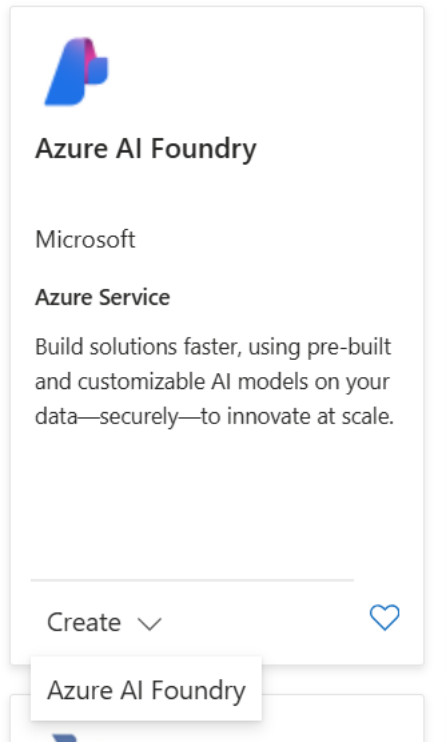 Azure AI Foundry
Microsoft
Azure Service
Build solutions faster, using pre-built
and customizable AI models on your
data—securely—to innovate at scale.
Create
Azure AI Foundry